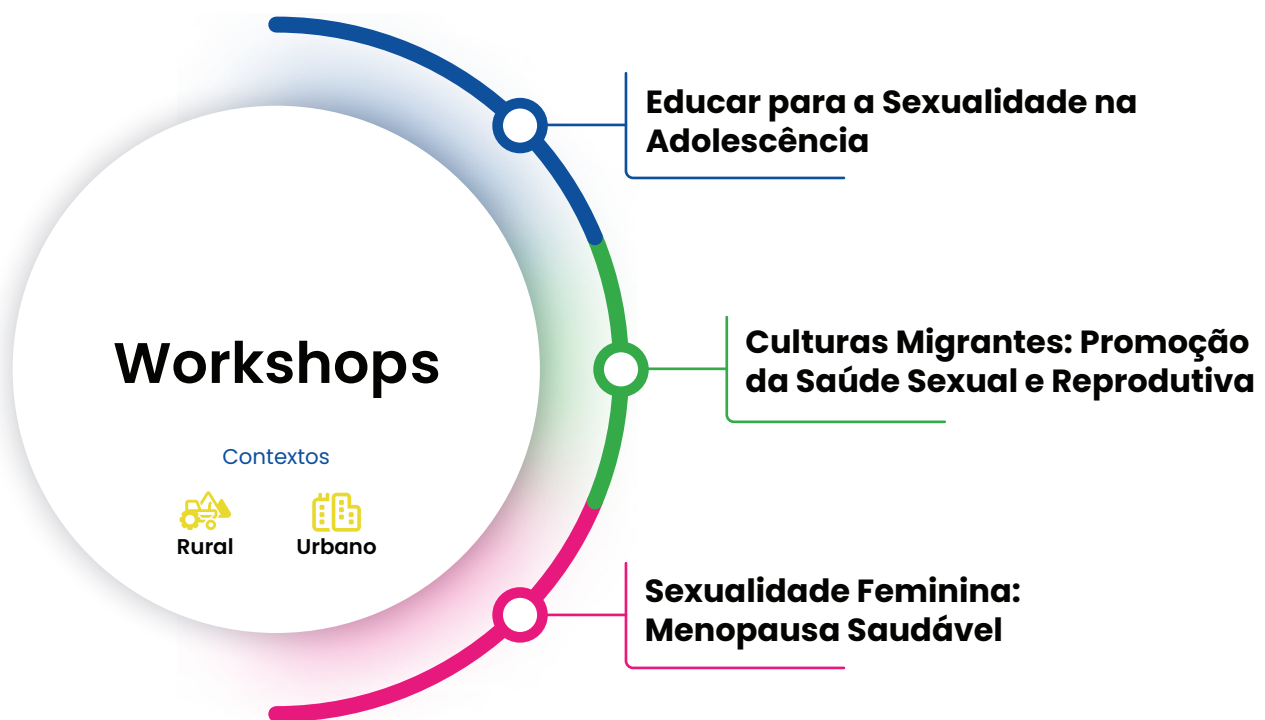 Workshops
Contextos
Rural
Urbano
Educar para a Sexualidade na
Adolescência
Culturas Migrantes: Promoção
da Saúde Sexual e Reprodutiva
Sexualidade Feminina:
Menopausa Saudável